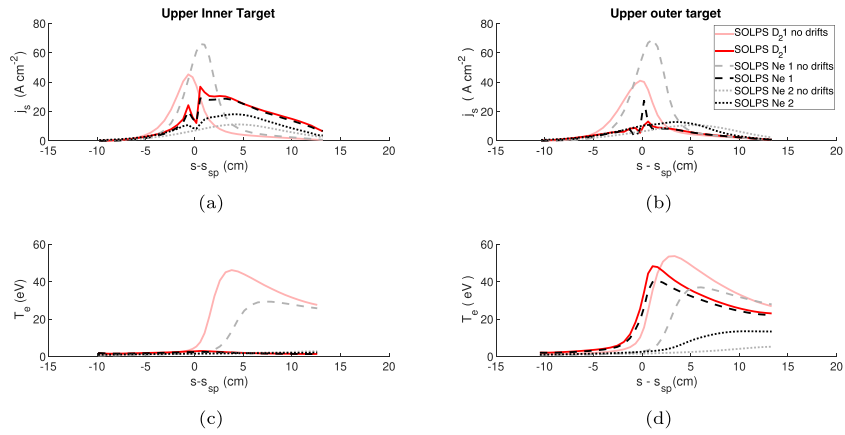 Upper Inner Target
80
60
40
20
0
j_s (A cm^-2)
-15 -10 -5 0 5 10 15 20
s-s_sp (cm)
(a)
Upper outer target
80
60
40
20
0
j_s ( A cm^-2)
-15 -10 -5 0 5 10 15 20
s - s_sp(cm)
SOLPS D_2 1 no drifts
SOLPS D_2 1
SOLPS Ne 1 no drifts
SOLPS Ne 1
SOLPS Ne 2 no drifts
SOLPS Ne 2
(b)
60
40
20
0
T_e (eV)
-15 -10 -5 0 5 10 15 20
s-s_sp (cm)
(c)
60
40
20
0
T_e ( eV)
-15 -10 -5 0 5 10 15 20
s - s_sp(cm)
(d)